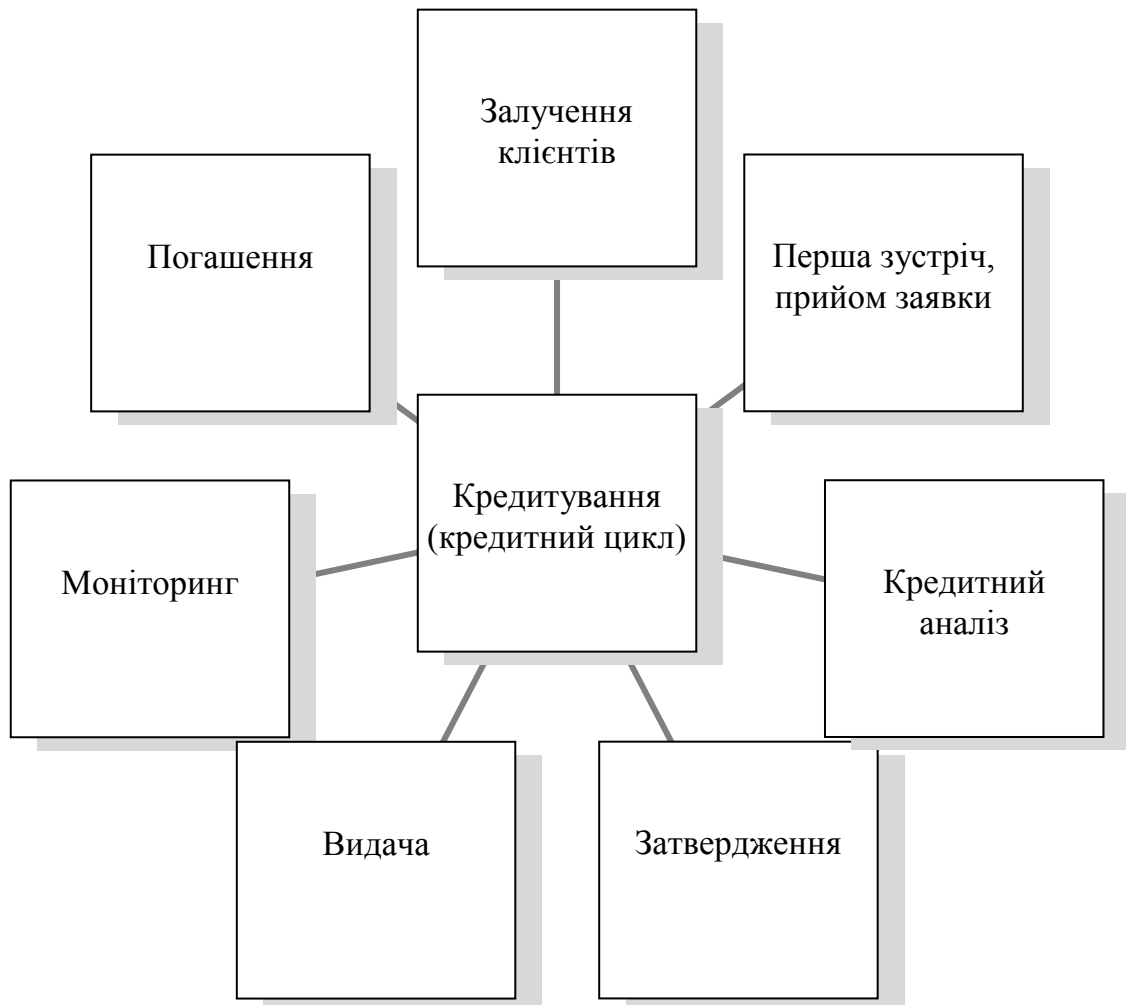 Залучення
клієнтів
Перша зустріч,
прийом заявки
Кредитний
аналіз
Затвердження
Видача
Моніторинг
Погашення
Кредитування
(кредитний цикл)